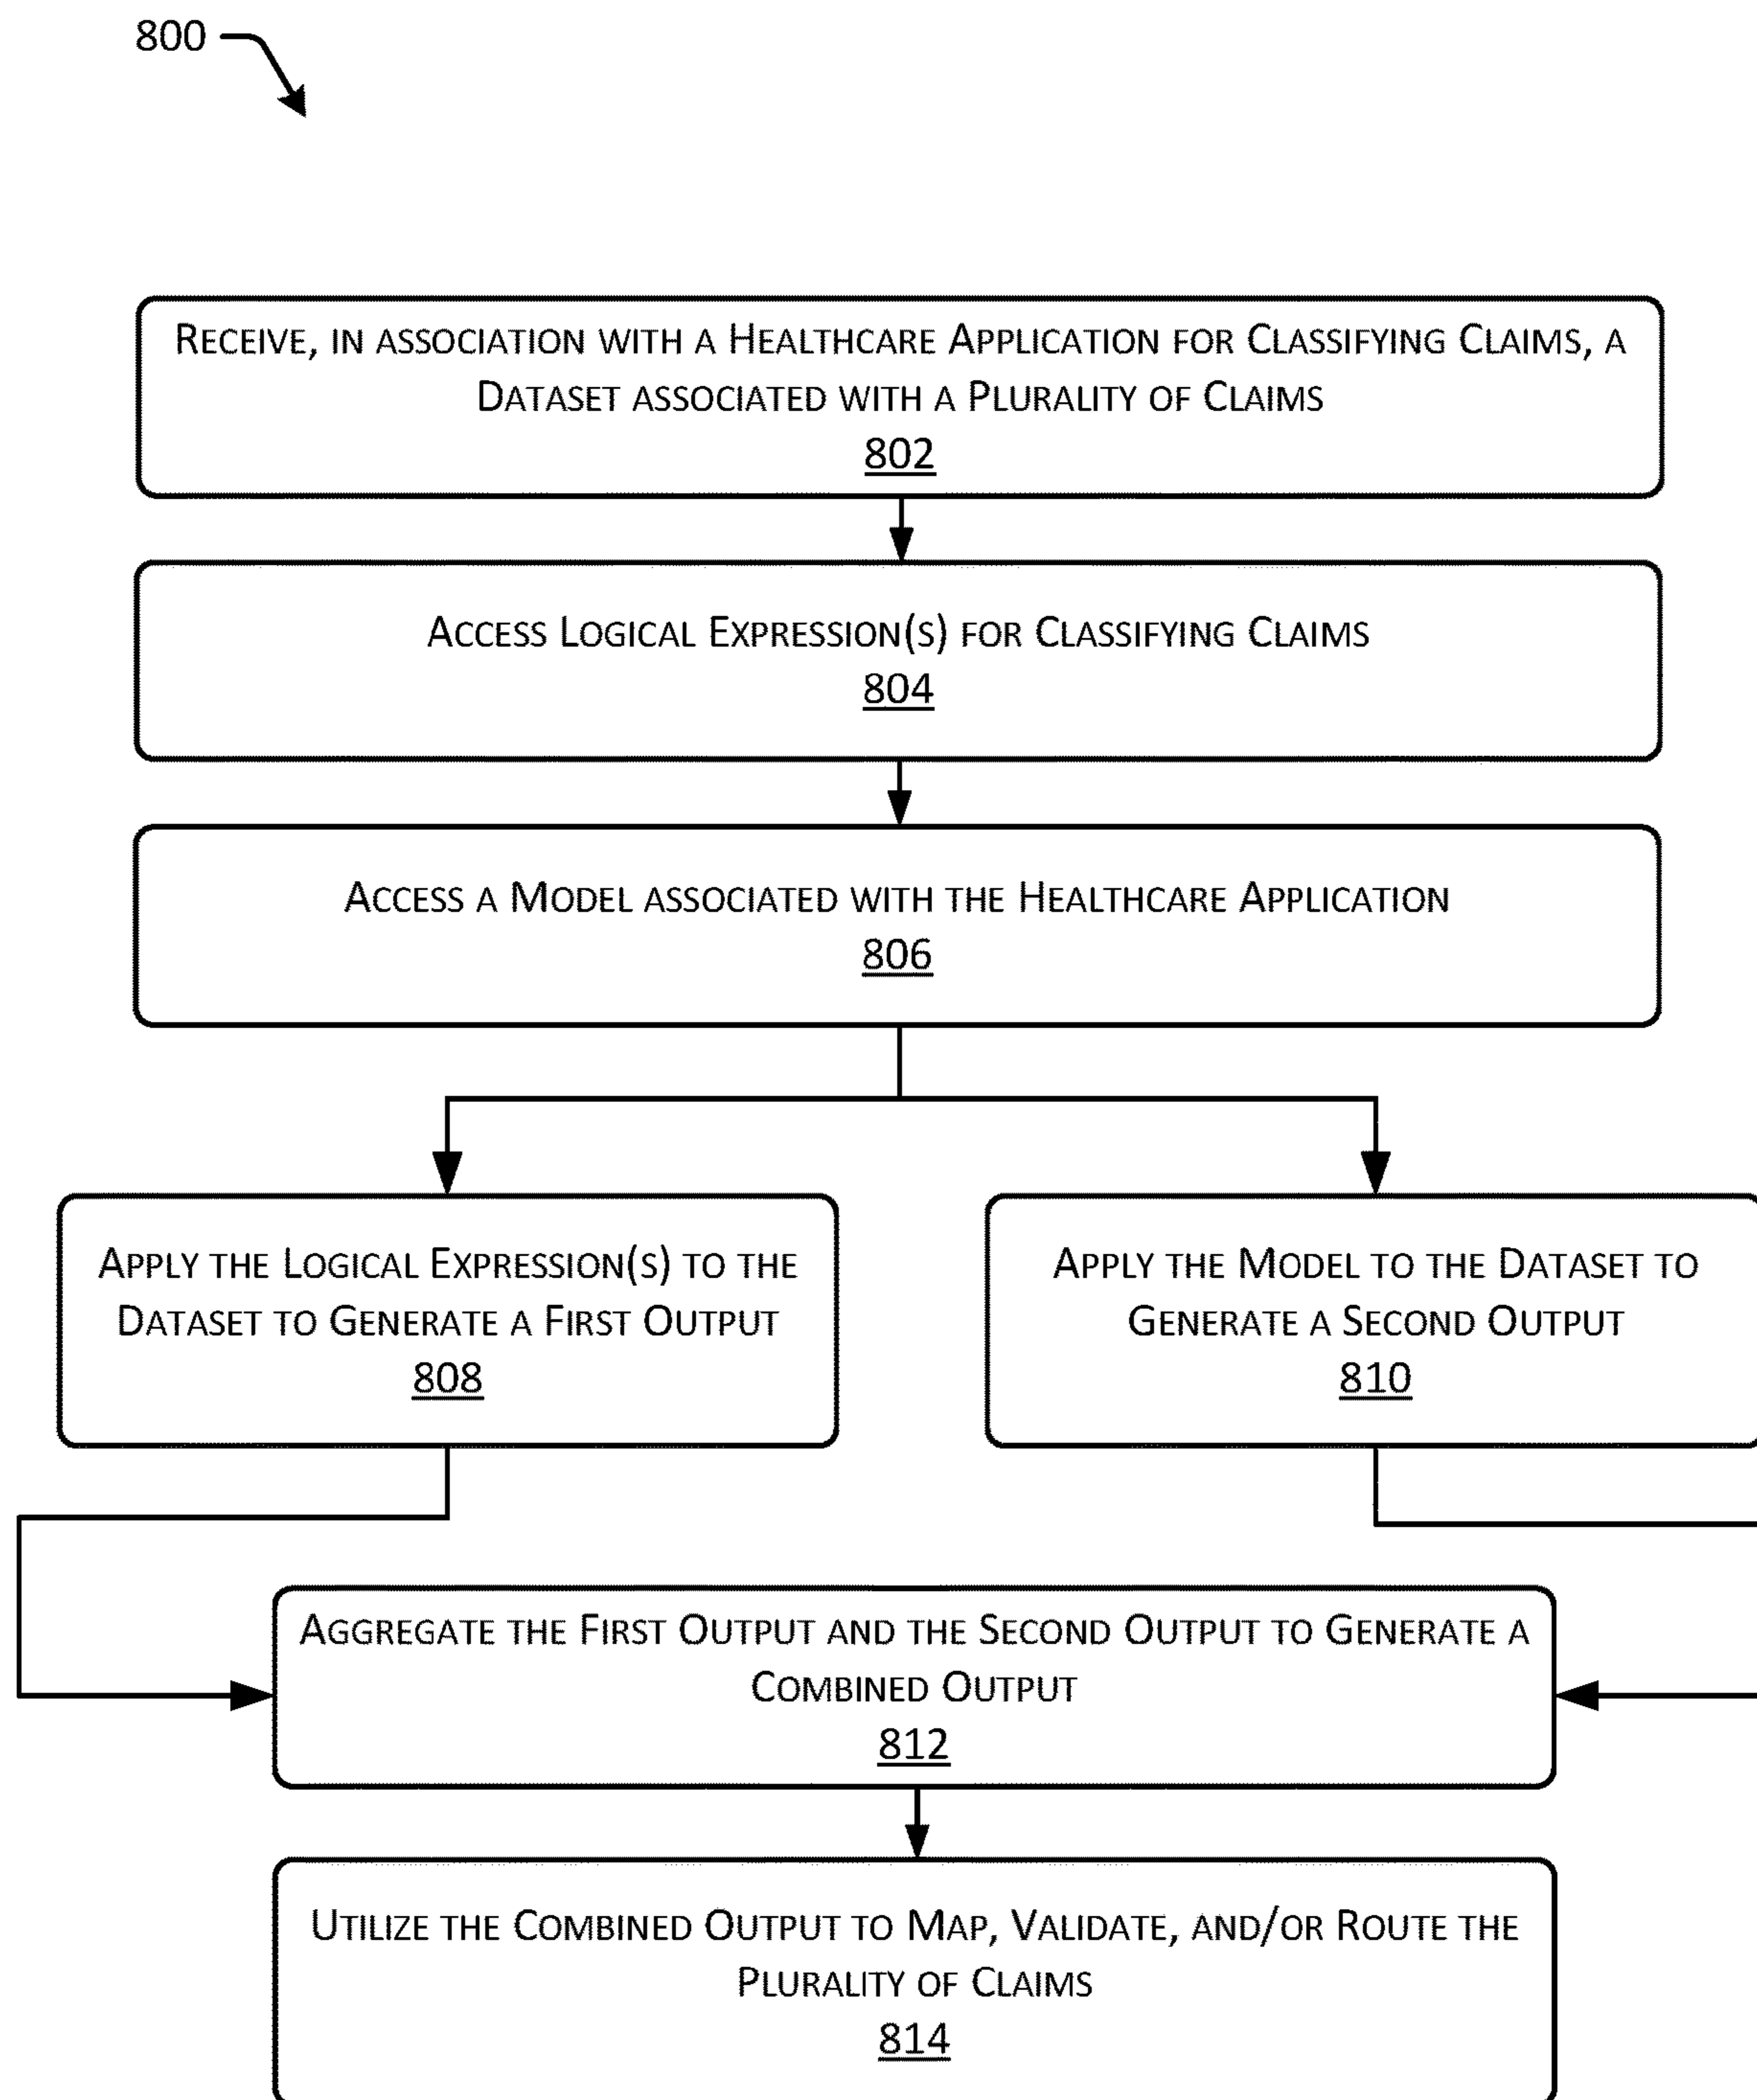 800
Receive, in association with a Healthcare Application for Classifying Claims, a
Dataset associated with a Plurality of Claims
802
Access Logical Expression(s) for Classifying Claims
804
Access a Model associated with the Healthcare Application
806
Apply the Logical Expression(s) to the
Dataset to Generate a First Output
808
Apply the Model to the Dataset to
Generate a Second Output
810
Aggregate the First Output and the Second Output to Generate a
Combined Output
812
Utilize the Combined Output to Map, Validate, and/or Route the
Plurality of Claims
814